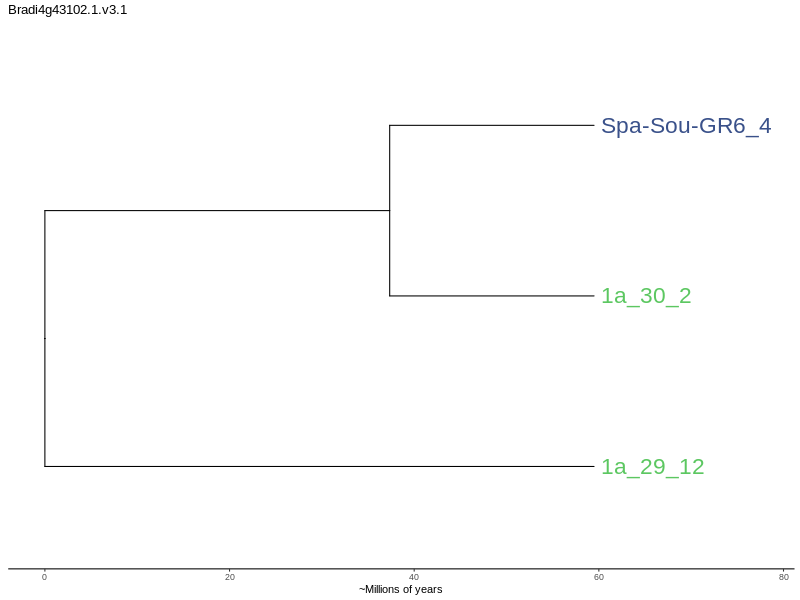 Bradi4g43102.1.v3.1
Spa-Sou-GR6_4
1a_30_2
1a_29_12
0 20 40 60 80
~Millions of years